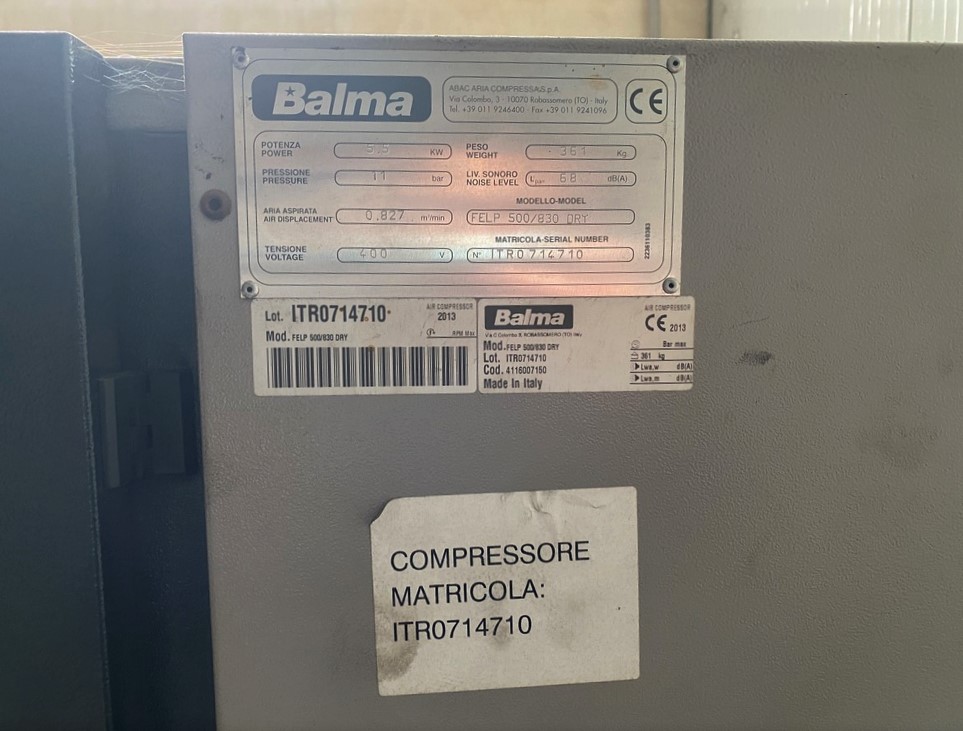 Balma
ABAC ARIA COMPRESSA S.p.A.
Via Colombo, 3 - 10070 Robassomero (TO) - Italy
Tel. +39 011 9246400 - Fax +39 011 9241096
CE
POTENZA
POWER
5.5 KW
PESO
WEIGHT
361 Kg
PRESSIONE
PRESSURE
11 bar
LIV. SONORO
NOISE LEVEL
68 dB(A)
ARIA ASPIRATA
AIR DISPLACEMENT
0.827 m³/min
MODELLO-MODEL
FELP 500/830 DRY
TENSIONE
VOLTAGE
400 V
MATRICOLA-SERIAL NUMBER
N° ITR0714710
2236110383
Lot. ITR0714710
AIR COMPRESSOR
2013
Mod. FELP 500/830 DRY
RPM Max
Balma
AIR COMPRESSOR
CE 2013
Mod. FELP 500/830 DRY
Lot. ITR0714710
Cod. 4116007150
Made in Italy
Bar max
361 kg
Lwa,w dB(A)
Lwa,m dB(A)
COMPRESSORE
MATRICOLA:
ITR0714710